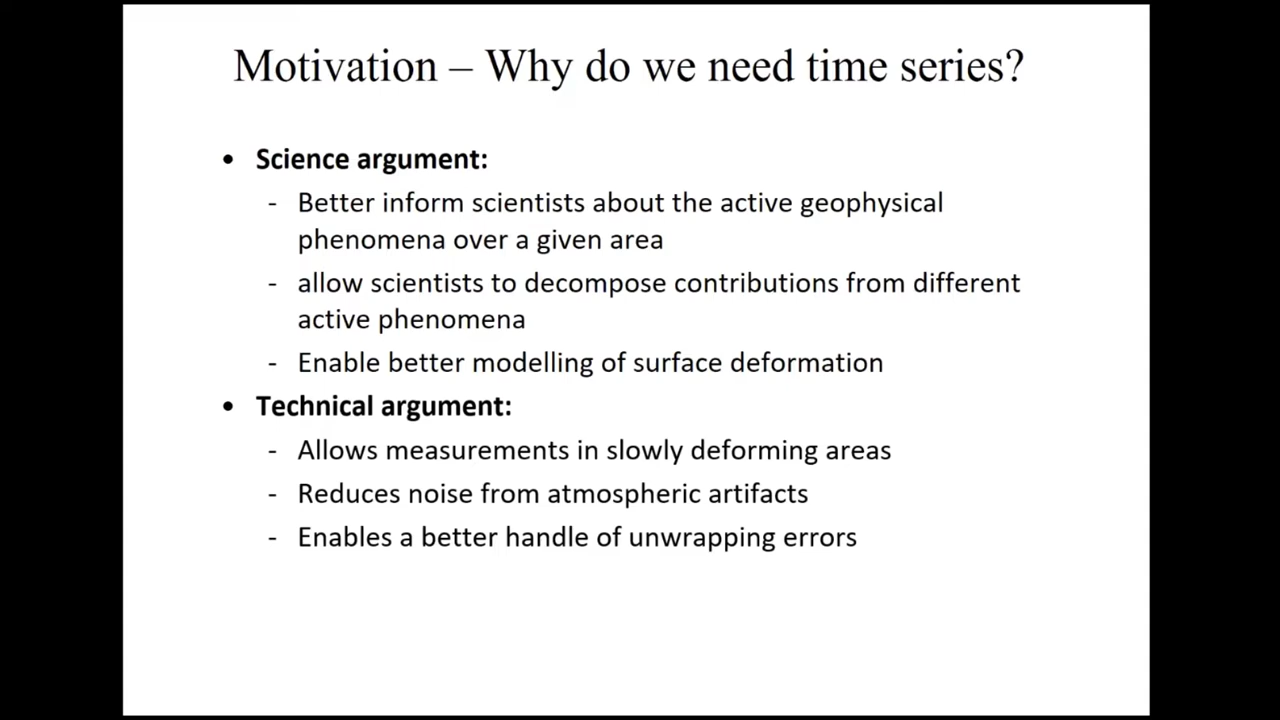 Motivation – Why do we need time series?
• Science argument:
- Better inform scientists about the active geophysical
phenomena over a given area
- allow scientists to decompose contributions from different
active phenomena
- Enable better modelling of surface deformation
• Technical argument:
- Allows measurements in slowly deforming areas
- Reduces noise from atmospheric artifacts
- Enables a better handle of unwrapping errors